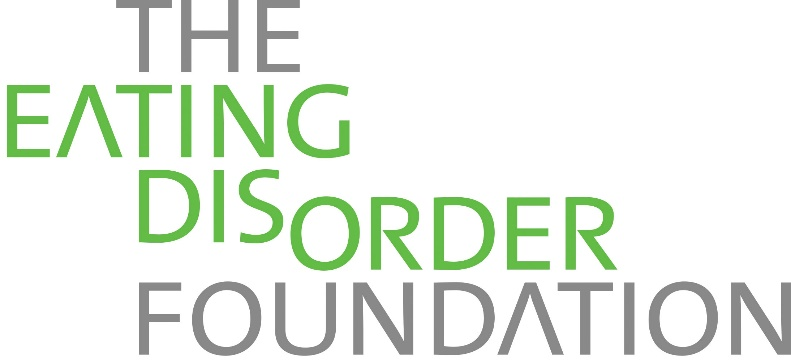 THE
EATING
DISORDER
FOUNDATION